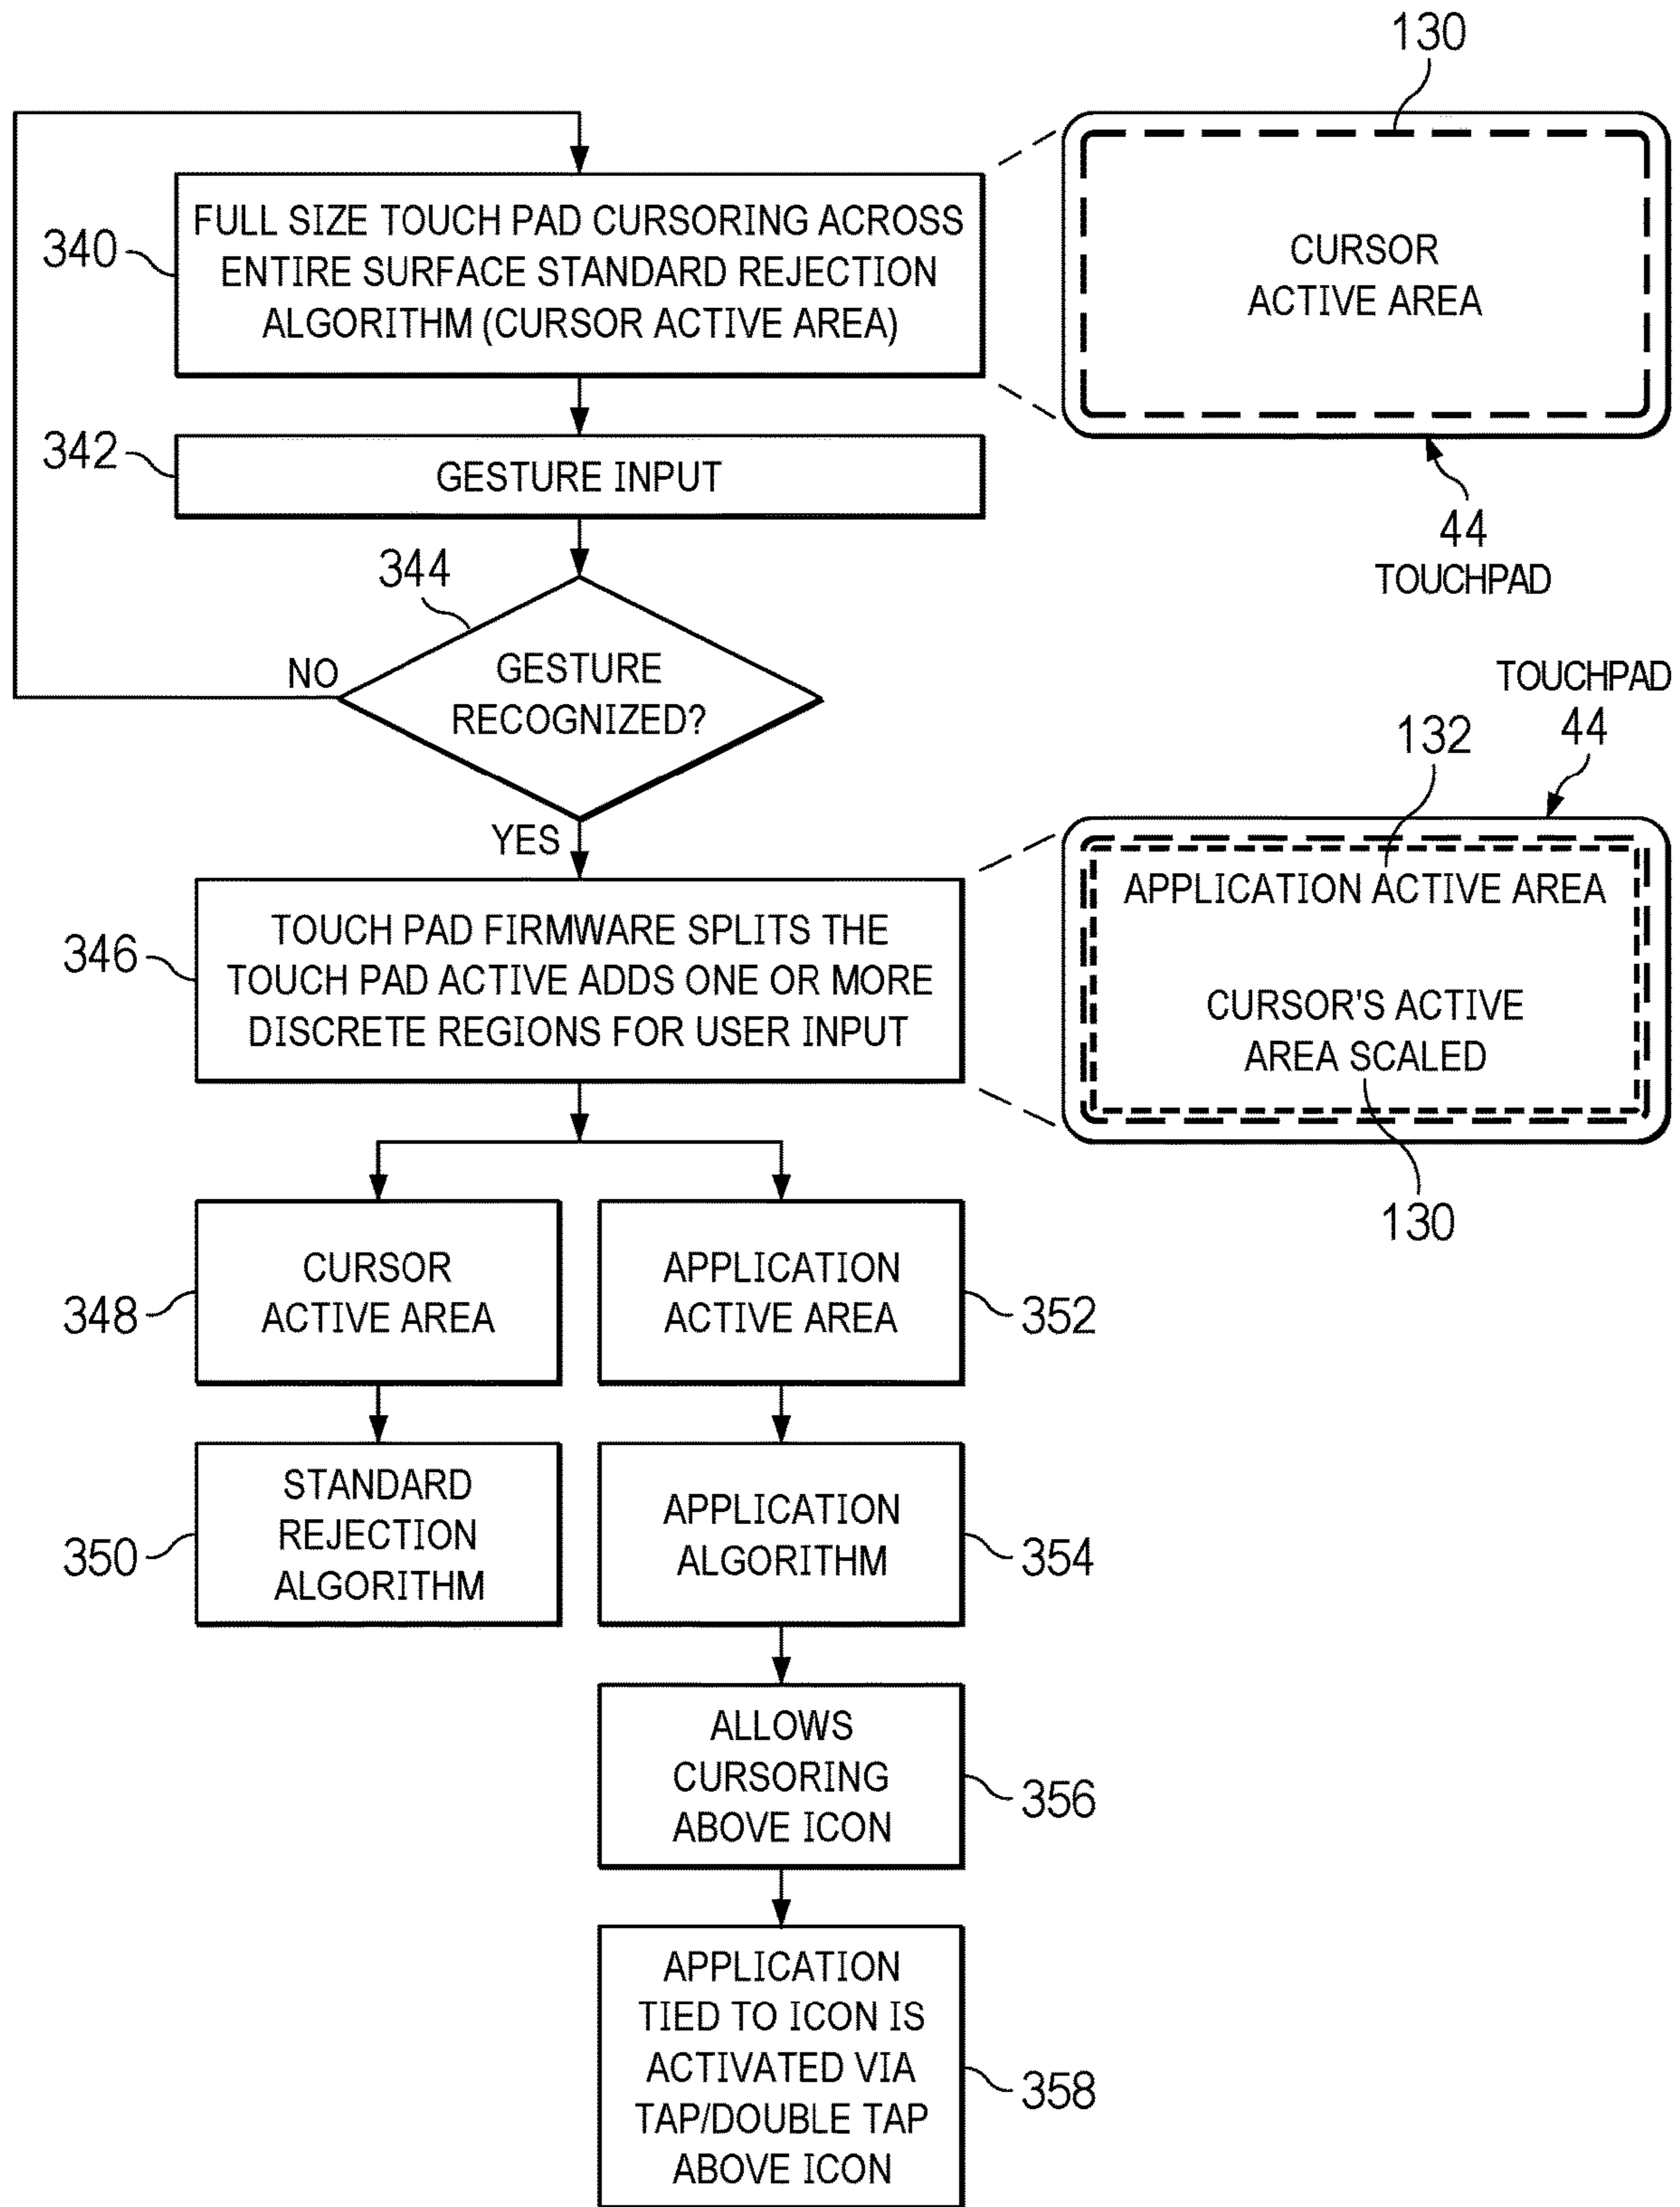 130
340
FULL SIZE TOUCH PAD CURSORING ACROSS
ENTIRE SURFACE STANDARD REJECTION
ALGORITHM (CURSOR ACTIVE AREA)
CURSOR
ACTIVE AREA
342
GESTURE INPUT
44
TOUCHPAD
344
NO
GESTURE
RECOGNIZED?
YES
TOUCHPAD
44
132
346
TOUCH PAD FIRMWARE SPLITS THE
TOUCH PAD ACTIVE ADDS ONE OR MORE
DISCRETE REGIONS FOR USER INPUT
APPLICATION ACTIVE AREA
CURSOR'S ACTIVE
AREA SCALED
130
348
CURSOR
ACTIVE AREA
APPLICATION
ACTIVE AREA
352
350
STANDARD
REJECTION
ALGORITHM
APPLICATION
ALGORITHM
354
ALLOWS
CURSORING
ABOVE ICON
356
APPLICATION
TIED TO ICON IS
ACTIVATED VIA
TAP/DOUBLE TAP
ABOVE ICON
358